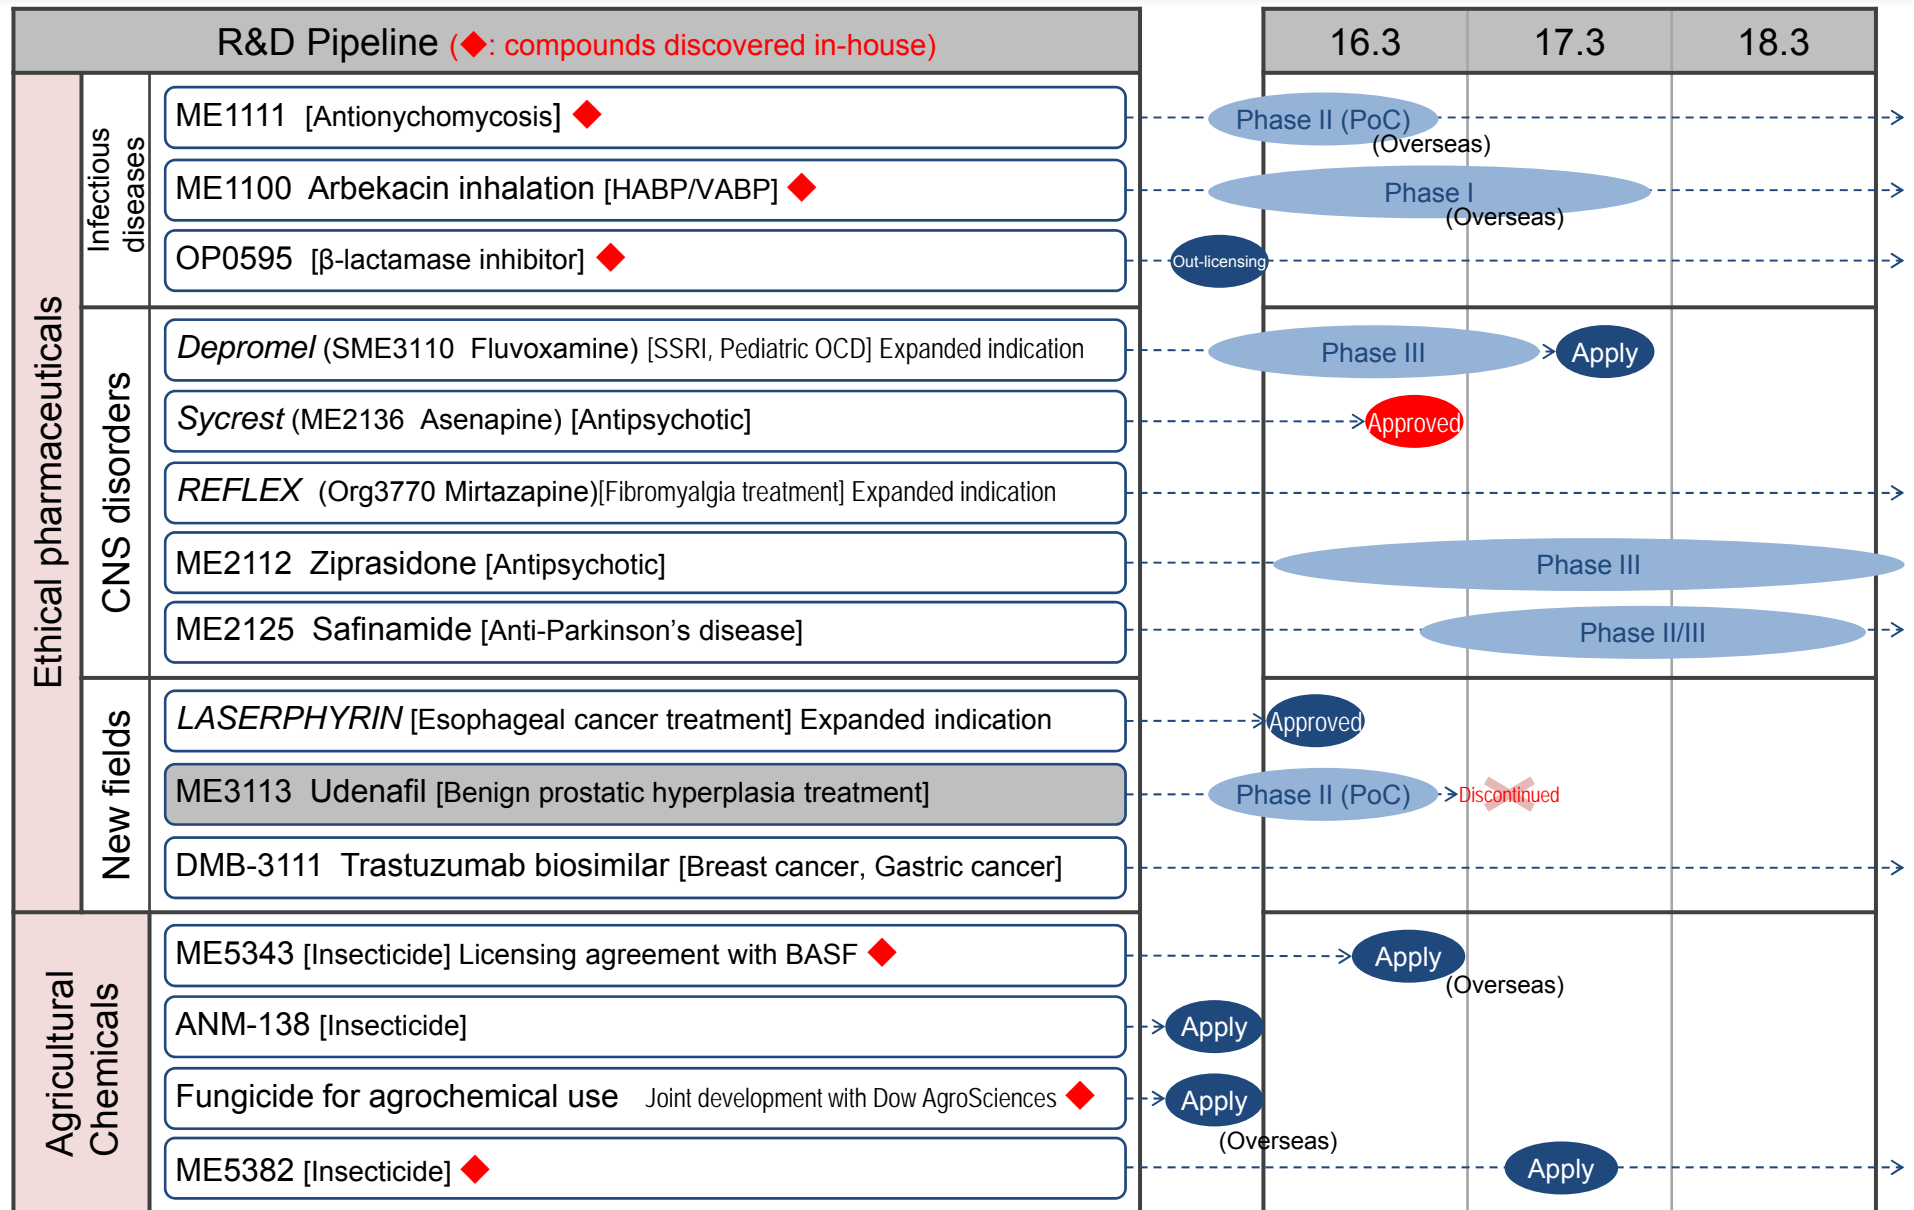 R&D Pipeline (◆: compounds discovered in-house)
16.3
17.3
18.3
Ethical pharmaceuticals
Infectious
diseases
ME1111 [Antionychomycosis] ◆
Phase II (PoC)
(Overseas)
ME1100 Arbekacin inhalation [HABP/VABP] ◆
Phase I
(Overseas)
OP0595 [β-lactamase inhibitor] ◆
Out-licensing
CNS disorders
Depromel (SME3110 Fluvoxamine) [SSRI, Pediatric OCD] Expanded indication
Phase III
Apply
Sycrest (ME2136 Asenapine) [Antipsychotic]
Approved
REFLEX (Org3770 Mirtazapine)[Fibromyalgia treatment] Expanded indication
ME2112 Ziprasidone [Antipsychotic]
Phase III
ME2125 Safinamide [Anti-Parkinson’s disease]
Phase II/III
New fields
LASERPHYRIN [Esophageal cancer treatment] Expanded indication
Approved
ME3113 Udenafil [Benign prostatic hyperplasia treatment]
Phase II (PoC)
Discontinued
DMB-3111 Trastuzumab biosimilar [Breast cancer, Gastric cancer]
Agricultural
Chemicals
ME5343 [Insecticide] Licensing agreement with BASF ◆
Apply
(Overseas)
ANM-138 [Insecticide]
Apply
Fungicide for agrochemical use Joint development with Dow AgroSciences ◆
Apply
(Overseas)
ME5382 [Insecticide] ◆
Apply